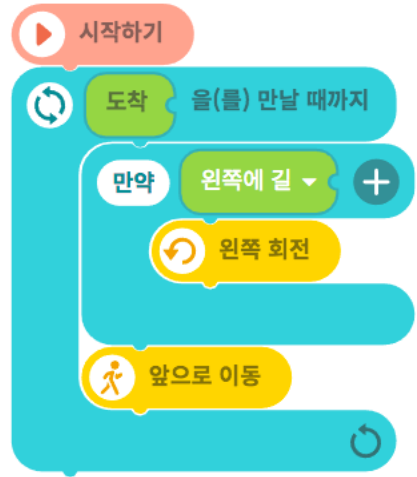 시작하기
도착 을(를) 만날 때까지
만약 왼쪽에 길
왼쪽 회전
앞으로 이동